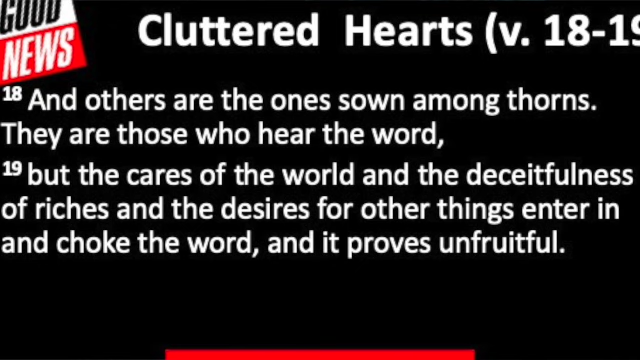 GOOD
NEWS
Cluttered Hearts (v. 18-19
18 And others are the ones sown among thorns.
They are those who hear the word,
19 but the cares of the world and the deceitfulness
of riches and the desires for other things enter in
and choke the word, and it proves unfruitful.